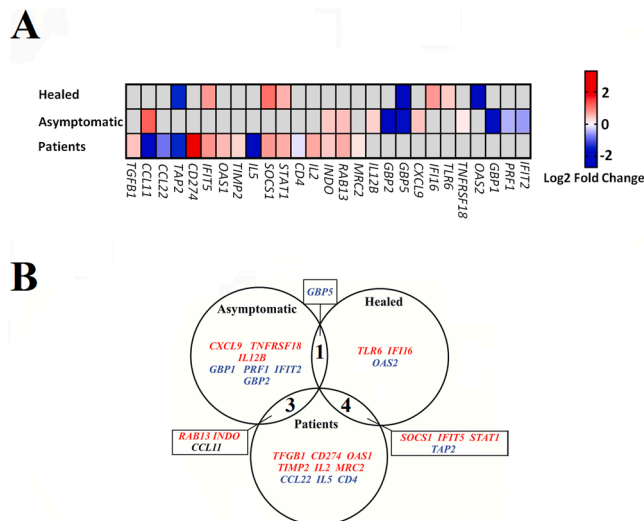 A
Healed
Asymptomatic
Patients
TGFB1 CCL11 CCL22 TAP2 CD274 IFIT5 OAS1 TIMP2 IL5 SOCS1 STAT1 CD4 IL2 INDO RAB13 MRC2 IL12B GBP2 GBP5 CXCL9 IFI16 TLR6 TNFRSF18 OAS2 GBP1 PRF1 IFIT2
2
0
-2
Log2 Fold Change
B
GBP5
Asymptomatic
Healed
CXCL9 TNFRSF18
IL12B
GBP1 PRF1 IFIT2
GBP2
1
TLR6 IFI16
OAS2
3
4
Patients
RAB13 INDO
CCL11
SOCS1 IFIT5 STAT1
TAP2
TFGB1 CD274 OAS1
TIMP2 IL2 MRC2
CCL22 IL5 CD4